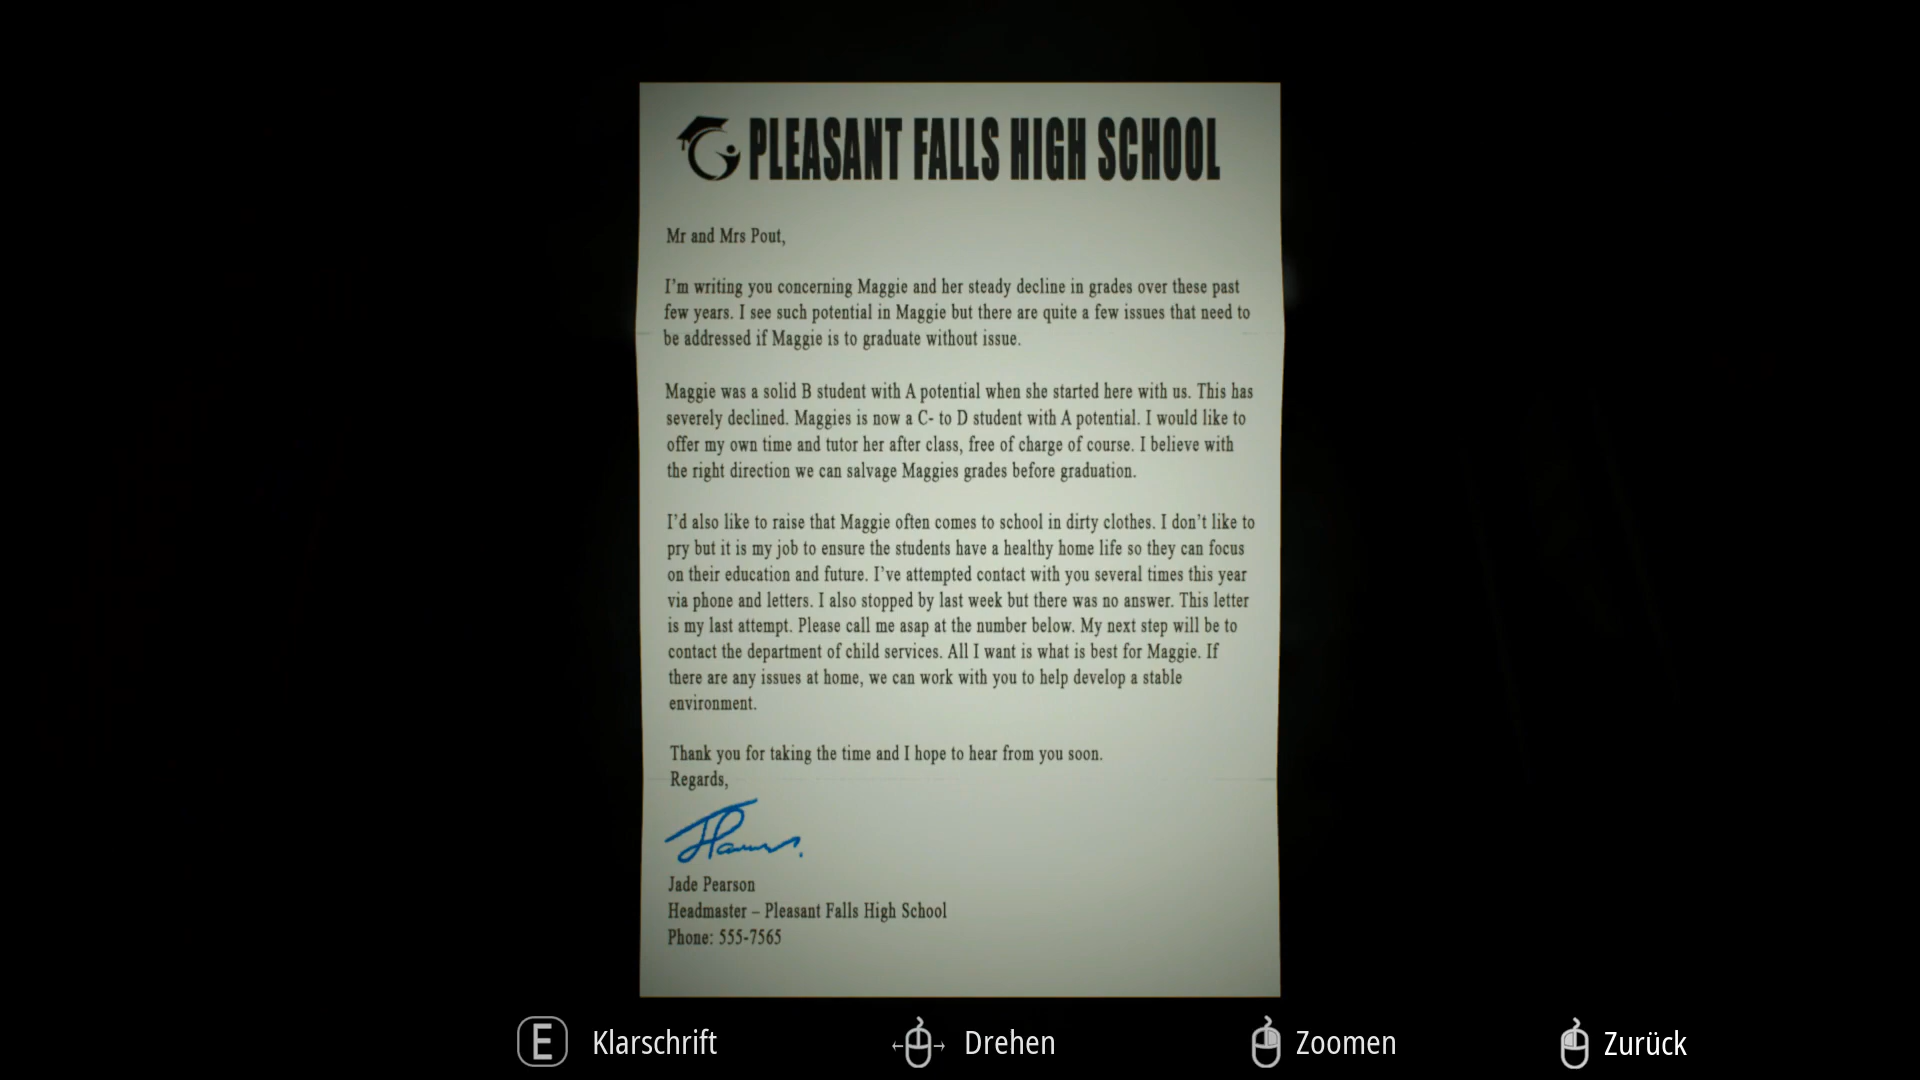 PLEASANT FALLS HIGH SCHOOL
Mr and Mrs Pout,
I'm writing you concerning Maggie and her steady decline in grades over these past
few years. I see such potential in Maggie but there are quite a few issues that need to
be addressed if Maggie is to graduate without issue.
Maggie was a solid B student with A potential when she started here with us. This has
severely declined. Maggies is now a C- to D student with A potential. I would like to
offer my own time and tutor her after class, free of charge of course. I believe with
the right direction we can salvage Maggies grades before graduation.
I'd also like to raise that Maggie often comes to school in dirty clothes. I don't like to
pry but it is my job to ensure the students have a healthy home life so they can focus
on their education and future. I've attempted contact with you several times this year
via phone and letters. I also stopped by last week but there was no answer. This letter
is my last attempt. Please call me asap at the number below. My next step will be to
contact the department of child services. All I want is what is best for Maggie. If
there are any issues at home, we can work with you to help develop a stable
environment.
Thank you for taking the time and I hope to hear from you soon.
Regards,
Jade Pearson
Headmaster – Pleasant Falls High School
Phone: 555-7565
E Klarschrift Drehen Zoomen Zurück